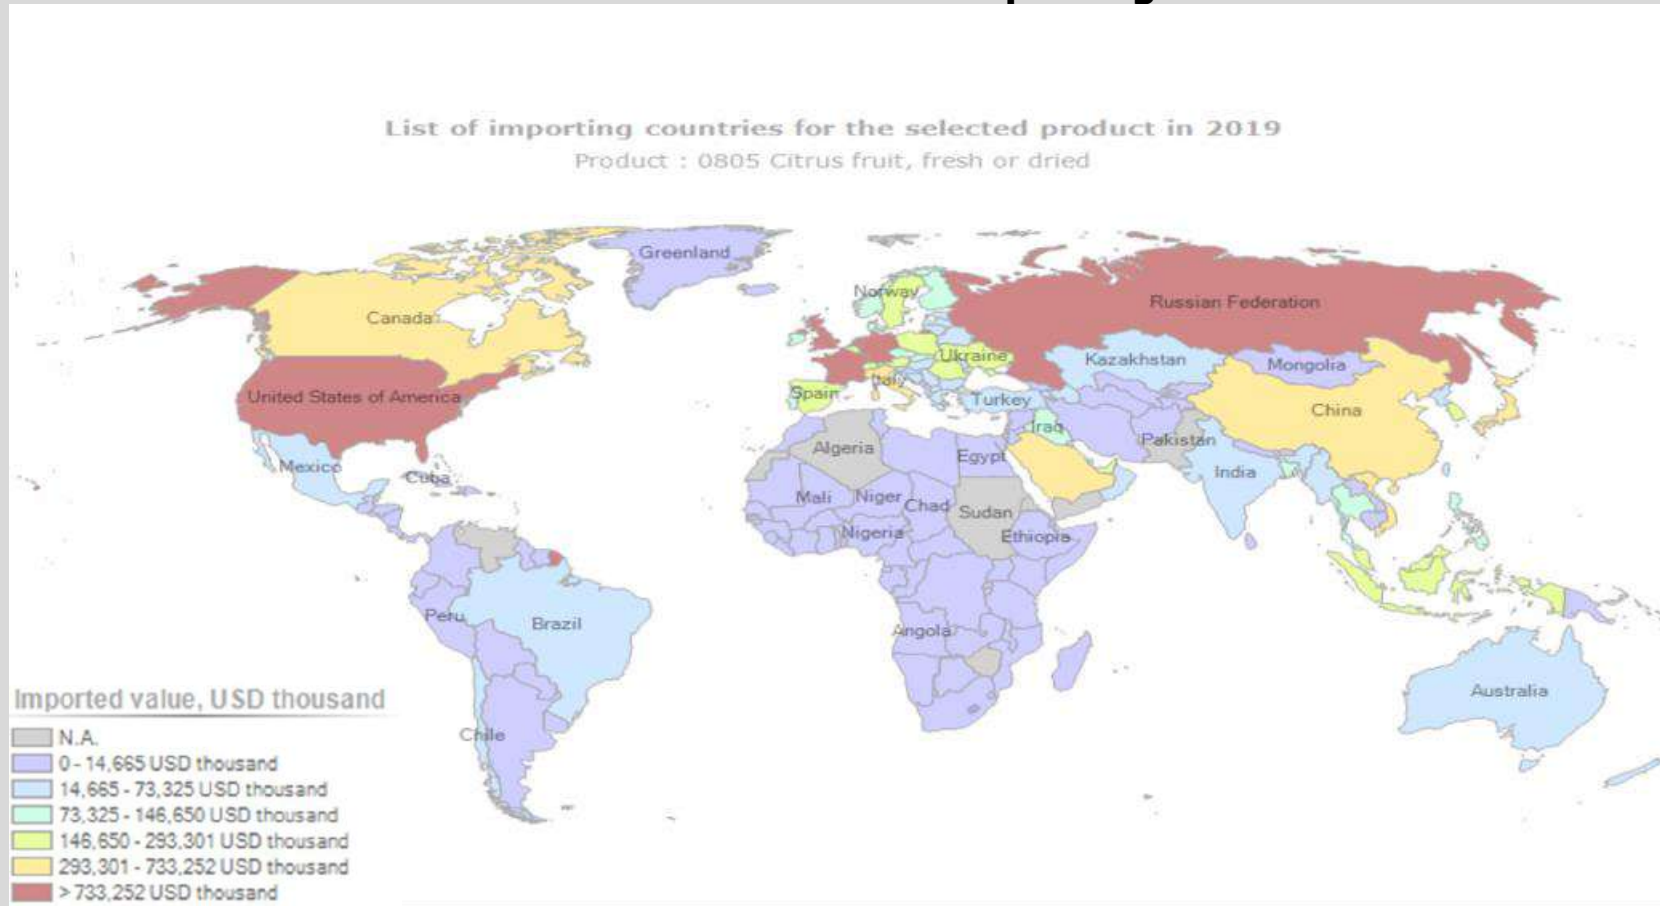 List of importing countries for the selected product in 2019
Product : 0805 Citrus fruit, fresh or dried
Greenland
Norway
Russian Federation
Canada
Ukraine
Kazakhstan
Mongolia
Italy
United States of America
Spain
Turkey
China
Iraq
Pakistan
Algeria
Egypt
India
Mexico
Cuba
Mali
Niger
Chad
Sudan
Nigeria
Ethiopia
Peru
Brazil
Angola
Australia
Chile
Imported value, USD thousand
N.A.
0 - 14,665 USD thousand
14,665 - 73,325 USD thousand
73,325 - 146,650 USD thousand
146,650 - 293,301 USD thousand
293,301 - 733,252 USD thousand
> 733,252 USD thousand